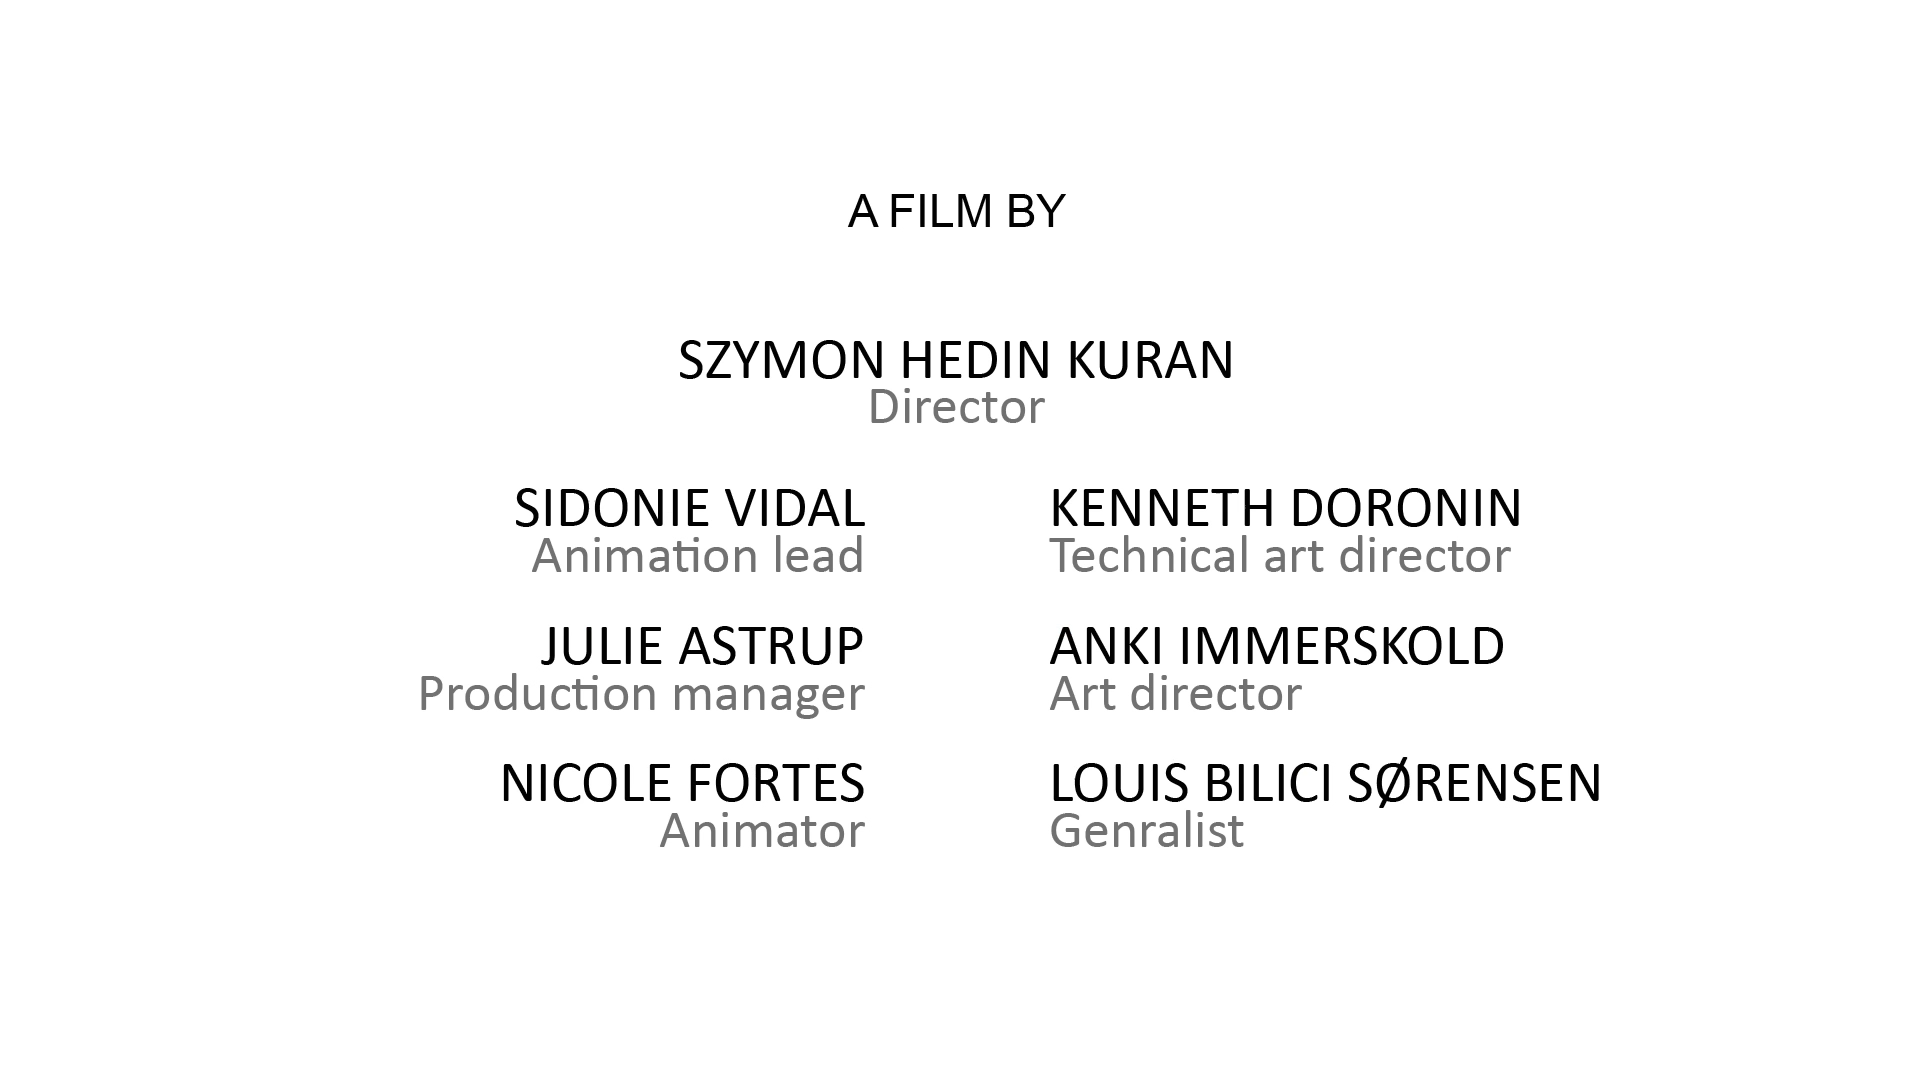 A FILM BY
SZYMON HEDIN KURAN
Director
SIDONIE VIDAL
Animation lead
KENNETH DORONIN
Technical art director
JULIE ASTRUP
Production manager
ANKI IMMERSKOLD
Art director
NICOLE FORTES
Animator
LOUIS BILICI SØRENSEN
Genralist